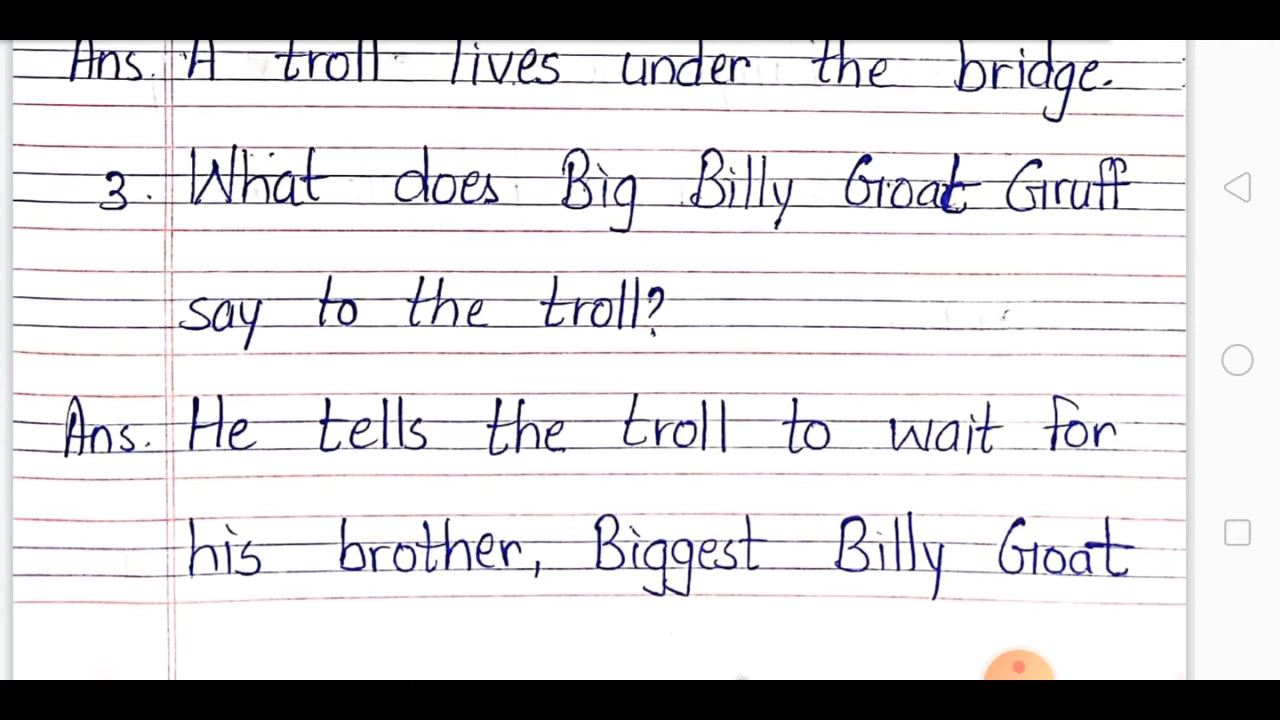 Ans. A troll lives under the bridge.
3. What does Big Billy Goat Gruff
say to the troll?
Ans. He tells the troll to wait for
his brother, Biggest Billy Goat